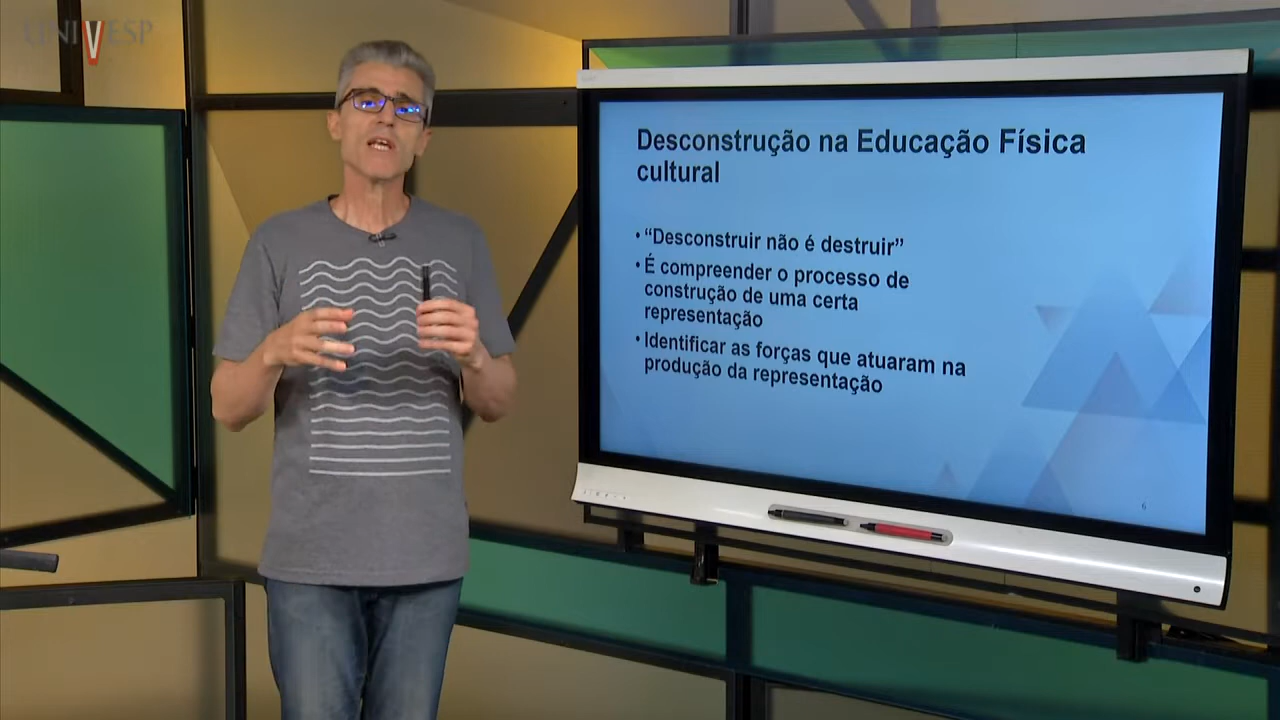 UNIVESP
Desconstrução na Educação Física
cultural
• “Desconstruir não é destruir”
• É compreender o processo de
construção de uma certa
representação
• Identificar as forças que atuaram na
produção da representação
6